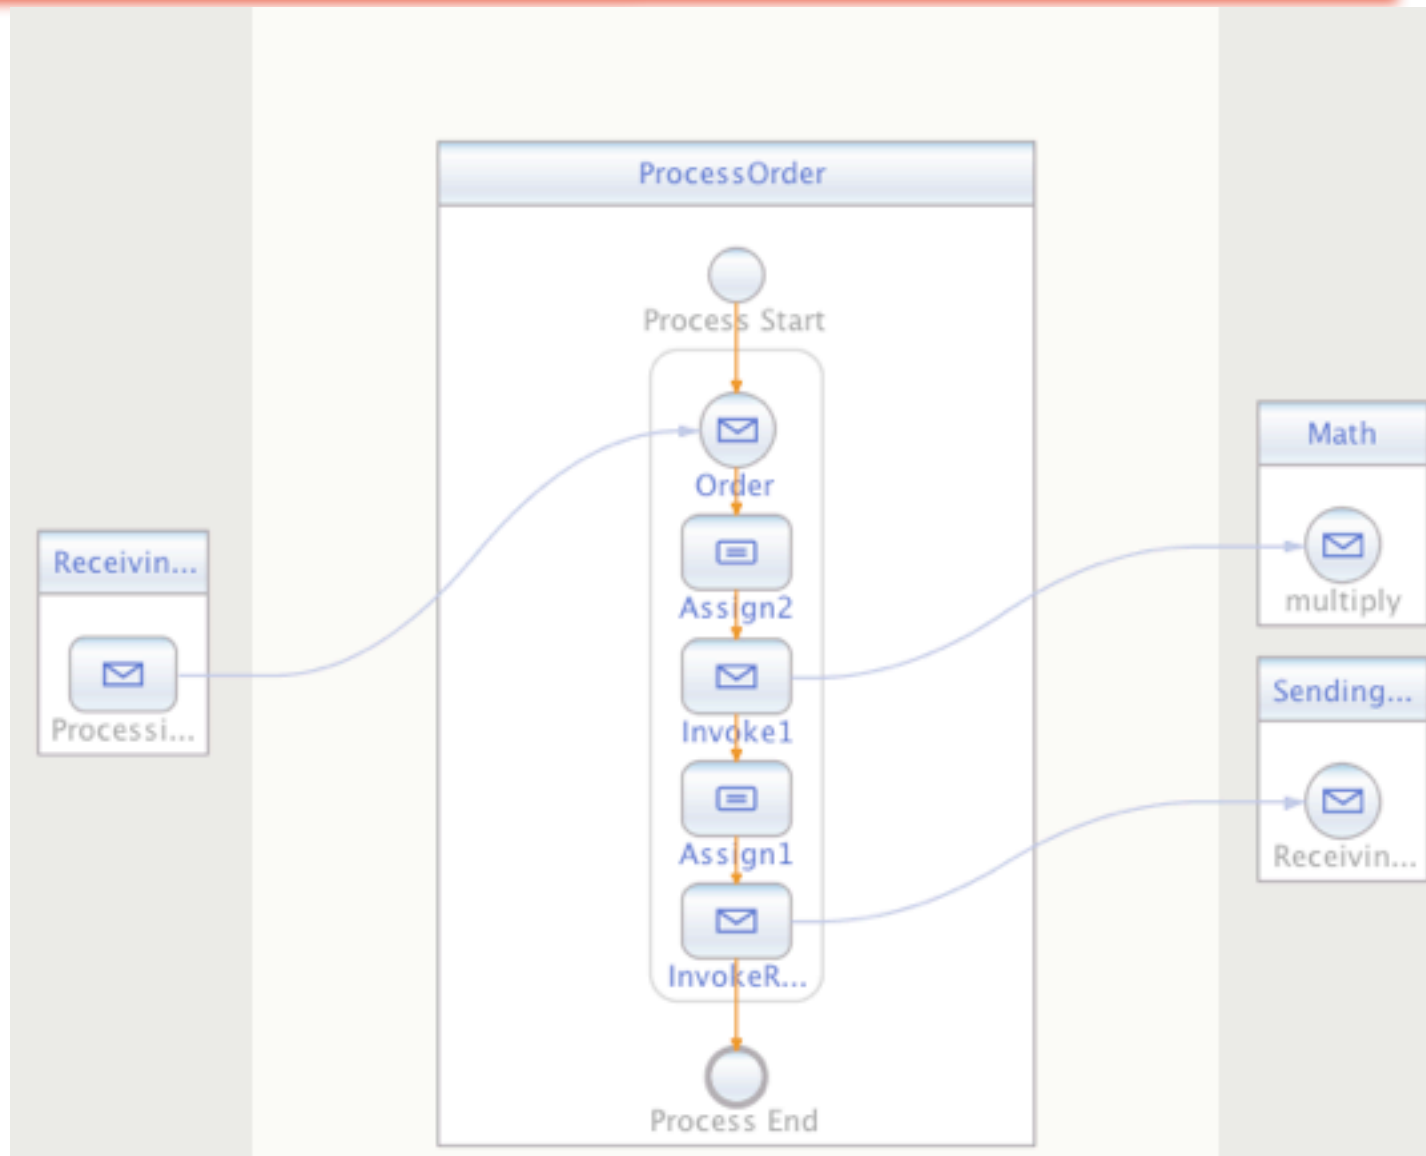 ProcessOrder
Process Start
Order
Assign2
Invoke1
Assign1
InvokeR...
Process End
Receivin...
Processi...
Math
multiply
Sending...
Receivin...